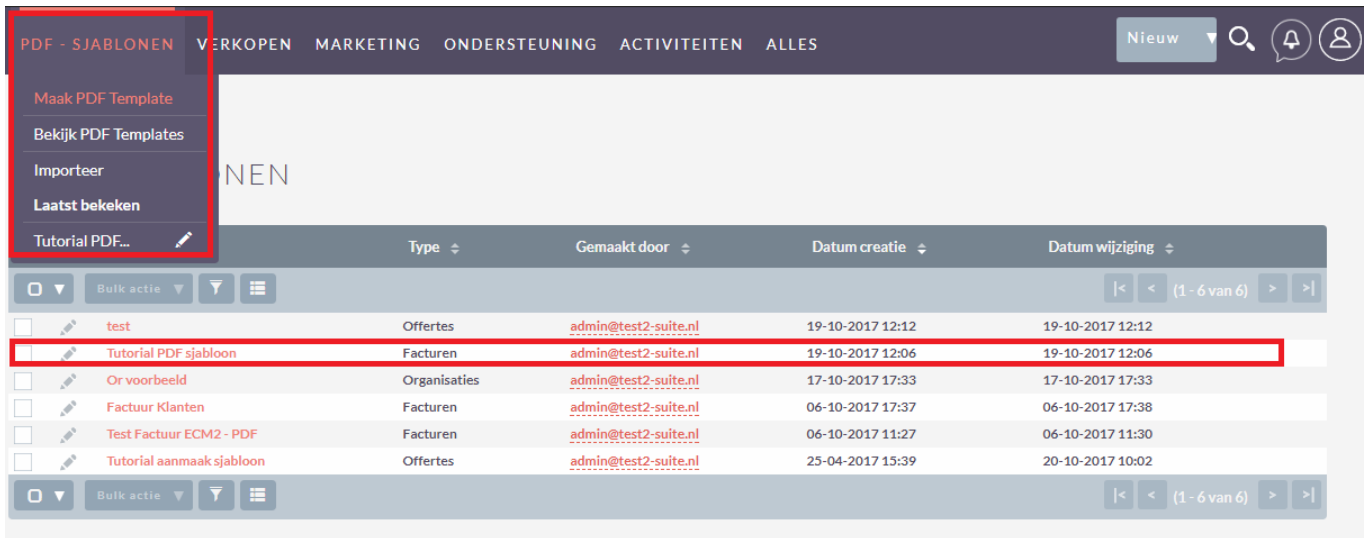 PDF - SJABLONEN VERKOPEN MARKETING ONDERSTEUNING ACTIVITEITEN ALLES Nieuw
Maak PDF Template
Bekijk PDF Templates
Importeer
Laatst bekeken
Tutorial PDF...
NEN
Type Gemaakt door Datum creatie Datum wijziging
Bulk actie (1 - 6 van 6)
test Offertes admin@test2-suite.nl 19-10-2017 12:12 19-10-2017 12:12
Tutorial PDF sjabloon Facturen admin@test2-suite.nl 19-10-2017 12:06 19-10-2017 12:06
Or voorbeeld Organisaties admin@test2-suite.nl 17-10-2017 17:33 17-10-2017 17:33
Factuur Klanten Facturen admin@test2-suite.nl 06-10-2017 17:37 06-10-2017 17:38
Test Factuur ECM2 - PDF Facturen admin@test2-suite.nl 06-10-2017 11:27 06-10-2017 11:30
Tutorial aanmaak sjabloon Offertes admin@test2-suite.nl 25-04-2017 15:39 20-10-2017 10:02
Bulk actie (1 - 6 van 6)